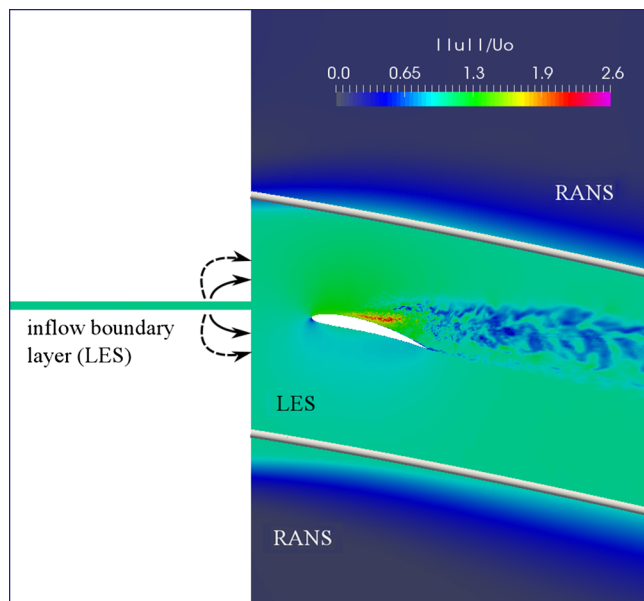 ||u||/Uo
0.0 0.65 1.3 1.9 2.6
RANS
inflow boundary
layer (LES)
LES
RANS